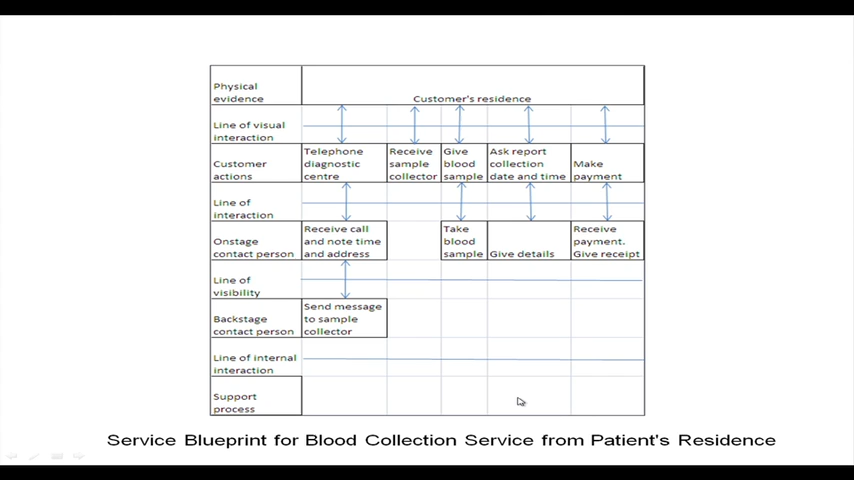 Physical
evidence
Customer's residence
Line of visual
interaction
Customer
actions
Telephone
diagnostic
centre
Receive
sample
collector
Give
blood
sample
Ask report
collection
date and time
Make
payment
Line of
interaction
Onstage
contact person
Receive call
and note time
and address
Take
blood
sample
Give details
Receive
payment.
Give receipt
Line of
visibility
Backstage
contact person
Send message
to sample
collector
Line of internal
interaction
Support
process
Service Blueprint for Blood Collection Service from Patient's Residence